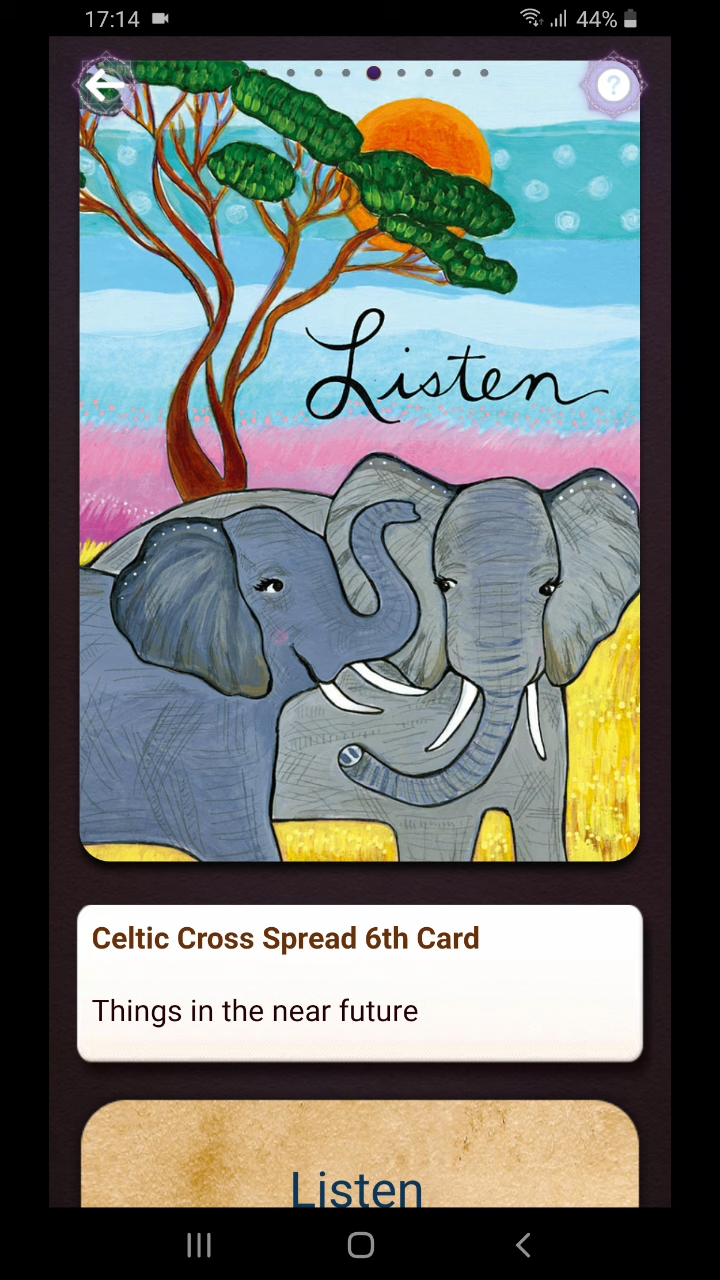 17:14
44%
?
Listen
Celtic Cross Spread 6th Card
Things in the near future
Listen